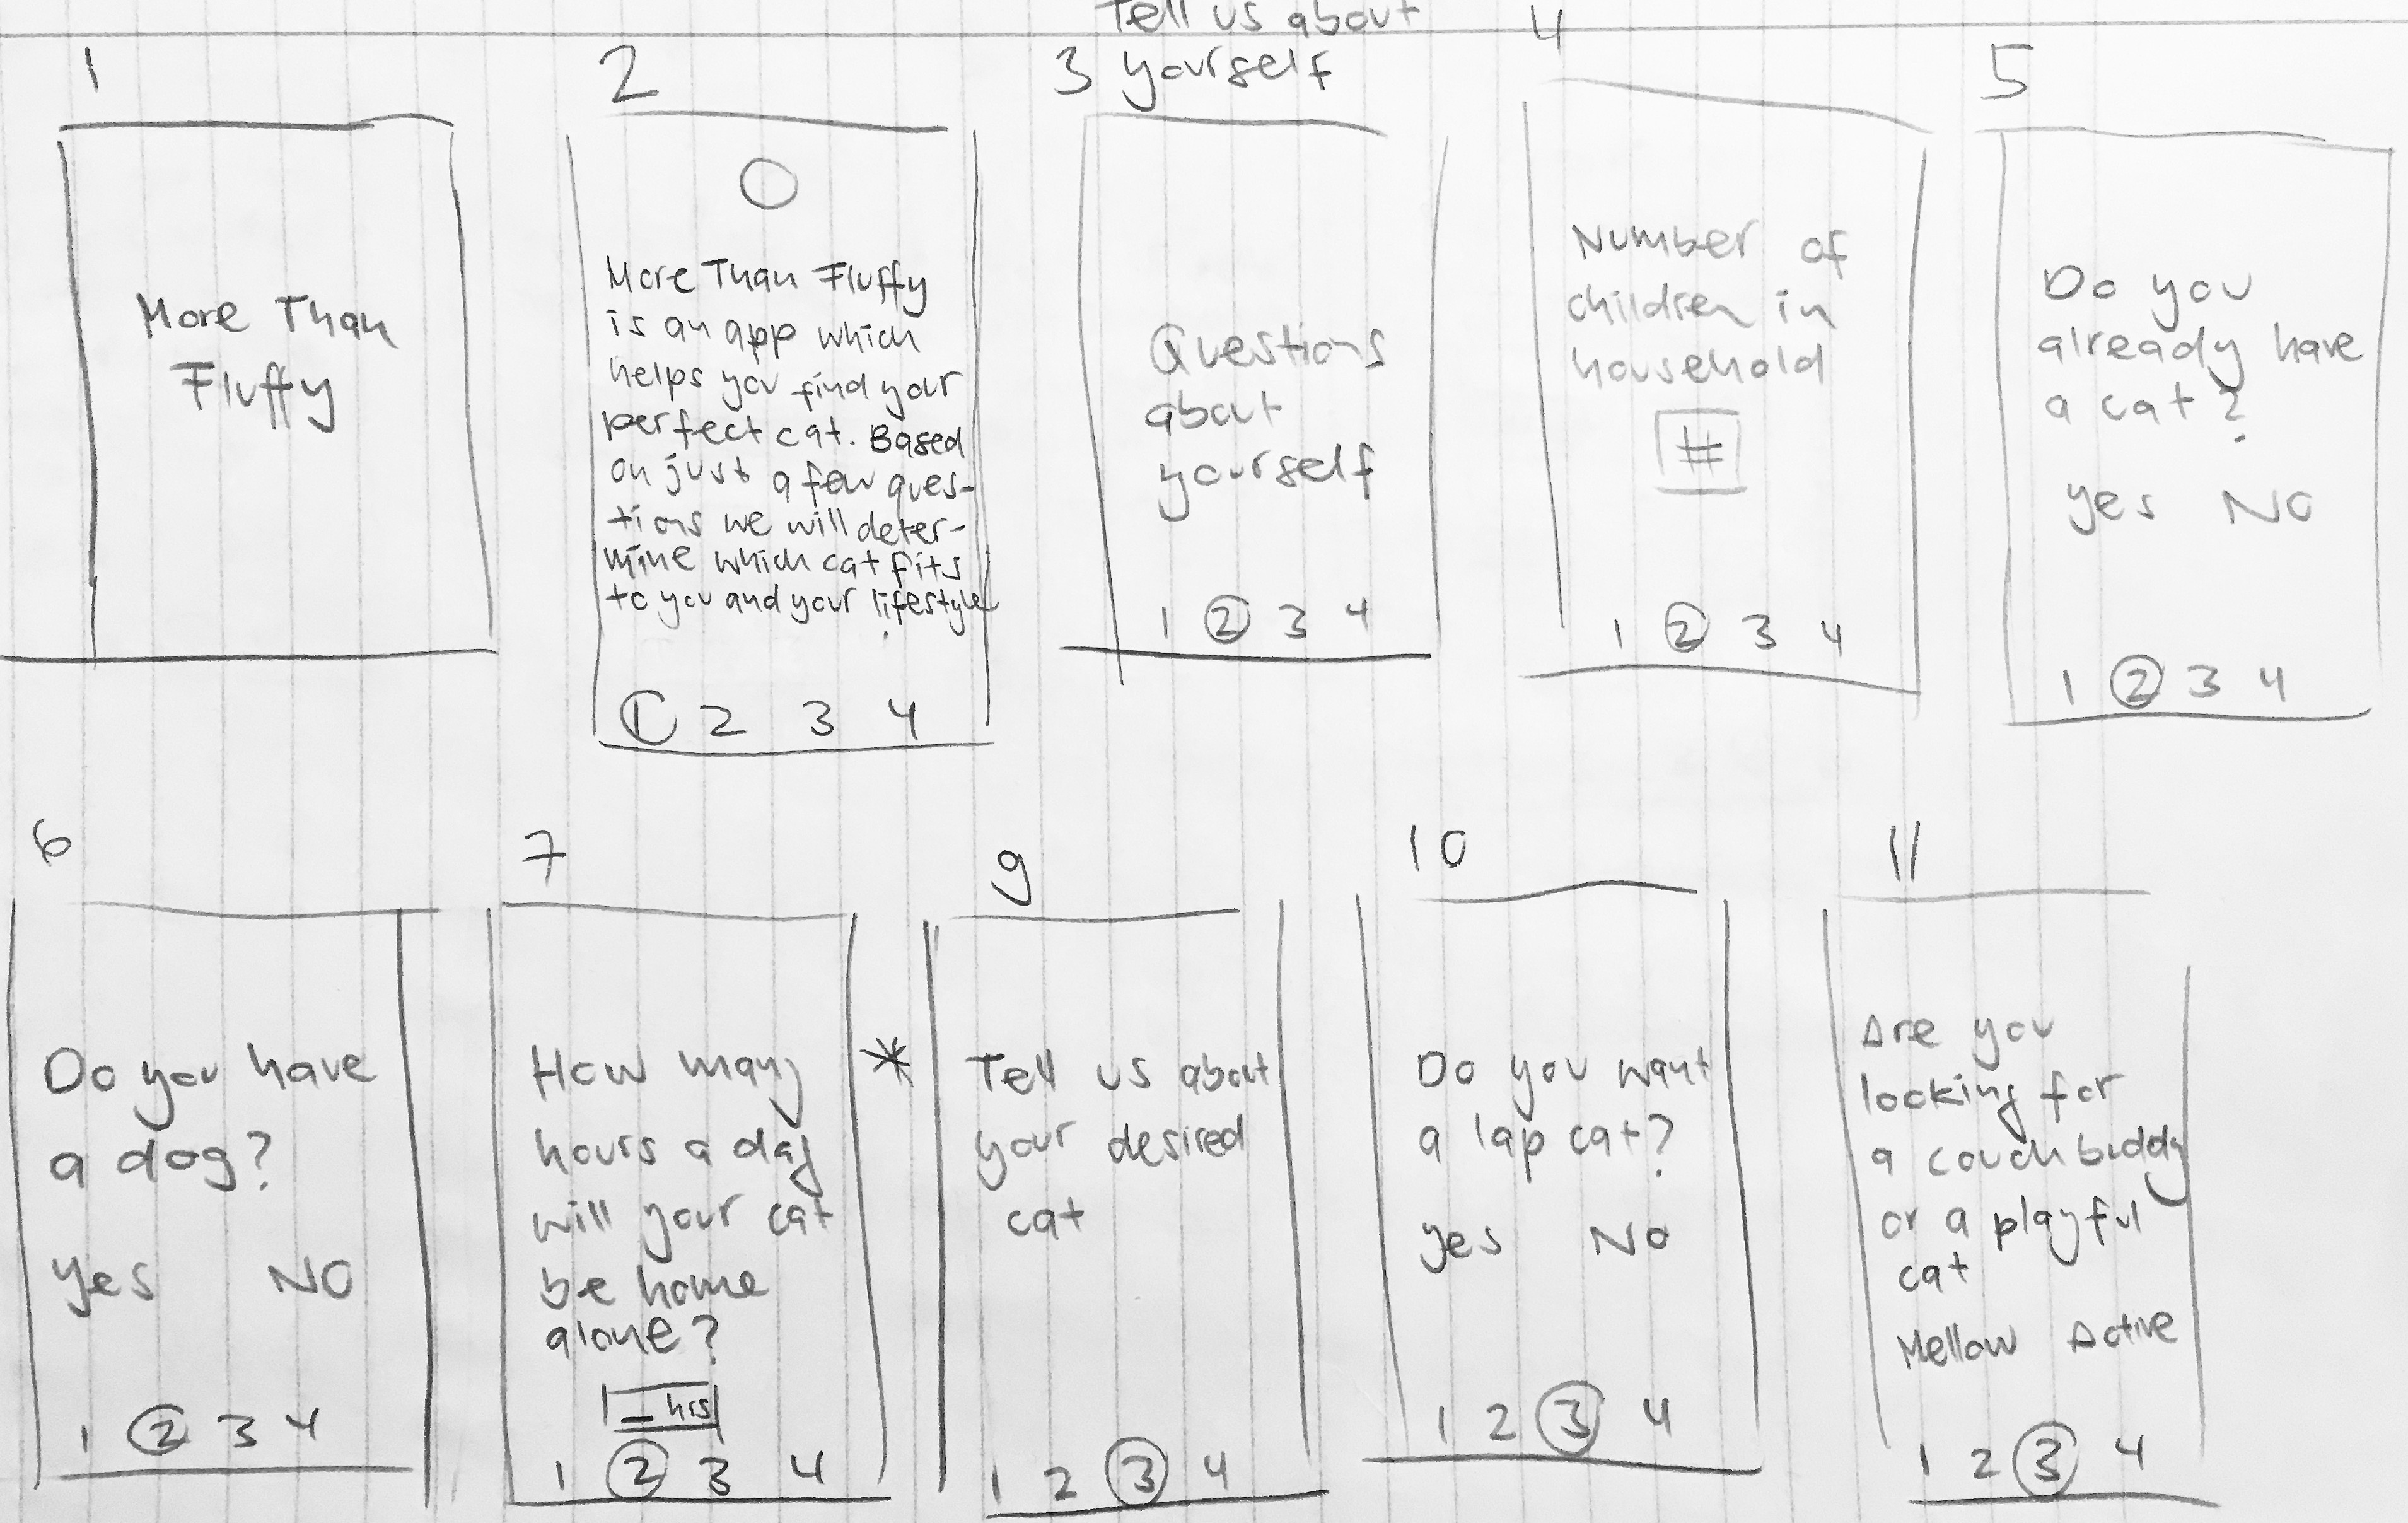 1
More Than
Fluffy
2
More Than Fluffy
is an app which
helps you find your
perfect cat. Based
on just a few ques-
tions we will deter-
mine which cat fits
to you and your lifestyle
.
1 2 3 4
Tell us about
3 yourself
Questions
about
yourself
1 2 3 4
4
Number of
children in
household
#
1 2 3 4
5
Do you
already have
a cat?
yes NO
1 2 3 4
6
Do you have
a dog?
yes NO
1 2 3 4
7
How many
hours a day
will your cat
be home
alone?
_ hrs
1 2 3 4
*
9
Tell us about
your desired
cat
1 2 3 4
10
Do you want
a lap cat?
yes No
1 2 3 4
11
Are you
looking for
a couch buddy
or a playful
cat
Mellow Active
1 2 3 4